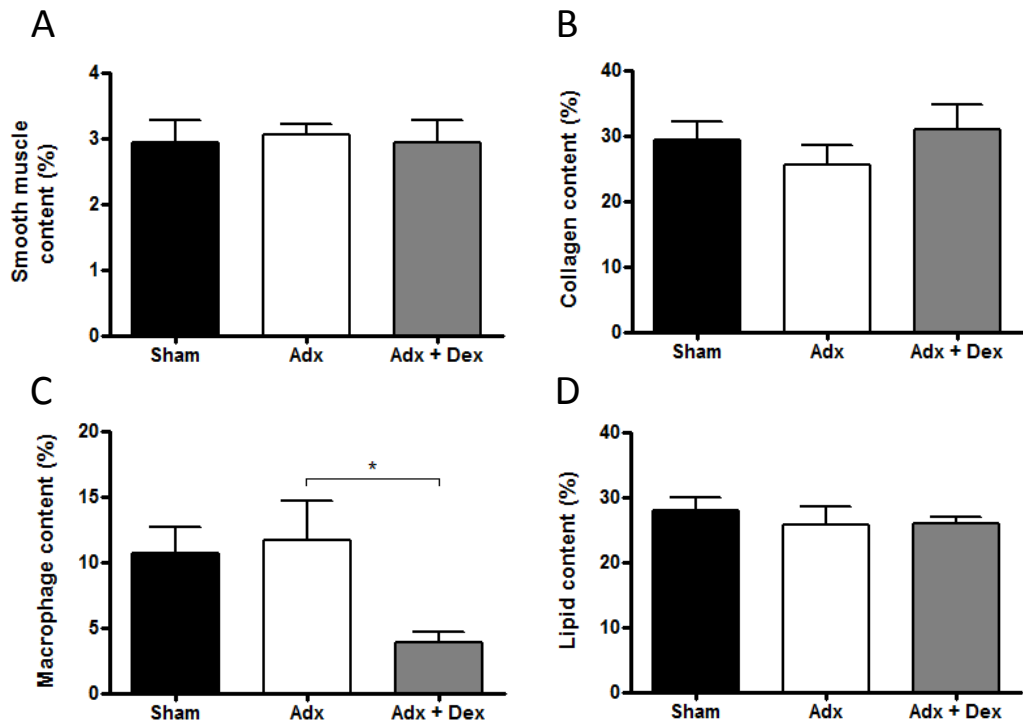 A
Smooth muscle
content (%)
4
3
2
1
0
Sham
Adx
Adx + Dex
B
Collagen content (%)
40
30
20
10
0
Sham
Adx
Adx + Dex
C
Macrophage content (%)
20
15
10
5
0
*
Sham
Adx
Adx + Dex
D
Lipid content (%)
40
30
20
10
0
Sham
Adx
Adx + Dex